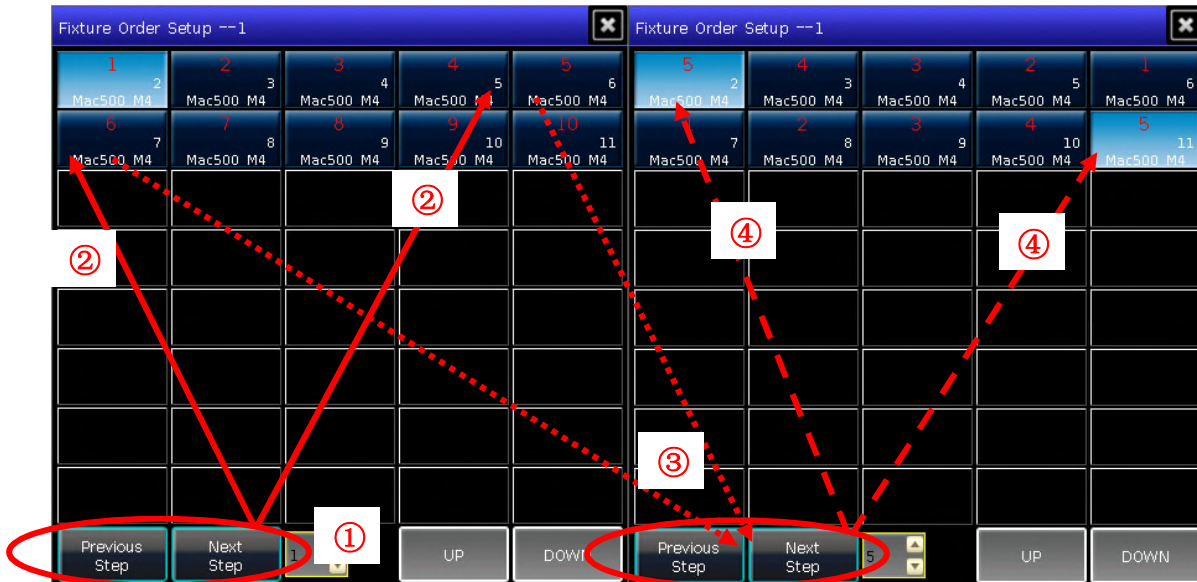 Fixture Order Setup --1
1 2 3 4 5
2 3 4 5 6
Mac500 M4 Mac500 M4 Mac500 M4 Mac500 M4 Mac500 M4
6 7 8 9 10
7 8 9 10 11
Mac500 M4 Mac500 M4 Mac500 M4 Mac500 M4 Mac500 M4
②
②
①
Previous Next 1 UP DOWN
Step Step
Fixture Order Setup --1
5 4 3 2 1
2 3 4 5 6
Mac500 M4 Mac500 M4 Mac500 M4 Mac500 M4 Mac500 M4
1 2 3 4 5
7 8 9 10 11
Mac500 M4 Mac500 M4 Mac500 M4 Mac500 M4 Mac500 M4
④ ④
③
Previous Next 5 UP DOWN
Step Step